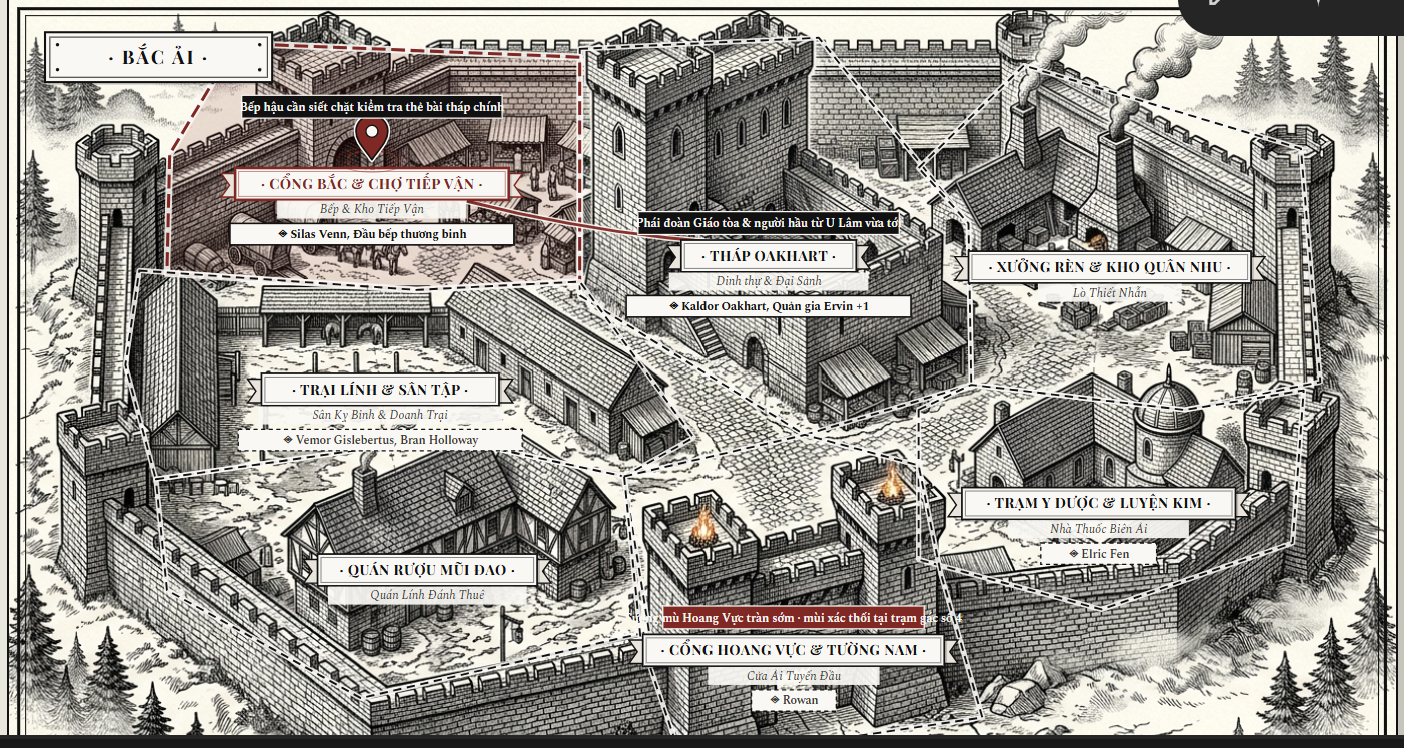 · BẮC ẢI ·
Bếp hậu cần siết chặt kiểm tra thẻ bài tháp chính
· CỔNG BẮC & CHỢ TIẾP VẬN ·
Bếp & Kho Tiếp Vận
◈ Silas Venn, Đầu bếp thương binh
Phái đoàn Giáo tòa & người hầu từ U Lâm vừa tới
· THÁP OAKHART ·
Dinh thự & Đại Sảnh
◈ Kaldor Oakhart, Quản gia Ervin +1
· XƯỞNG RÈN & KHO QUÂN NHU ·
Lò Thiết Nhẫn
· TRẠI LÍNH & SÂN TẬP ·
Sân Kỵ Binh & Doanh Trại
◈ Vemor Gislebertus, Bran Holloway
· TRẠM Y DƯỢC & LUYỆN KIM ·
Nhà Thuốc Biên Ải
◈ Elric Fen
· QUÁN RƯỢU MŨI ĐAO ·
Quán Lính Đánh Thuê
mù Hoang Vực tràn sớm · mùi xác thối tại trạm gác số 4
· CỔNG HOANG VỰC & TƯỜNG NAM ·
Cửa Ải Tuyến Đầu
◈ Rowan